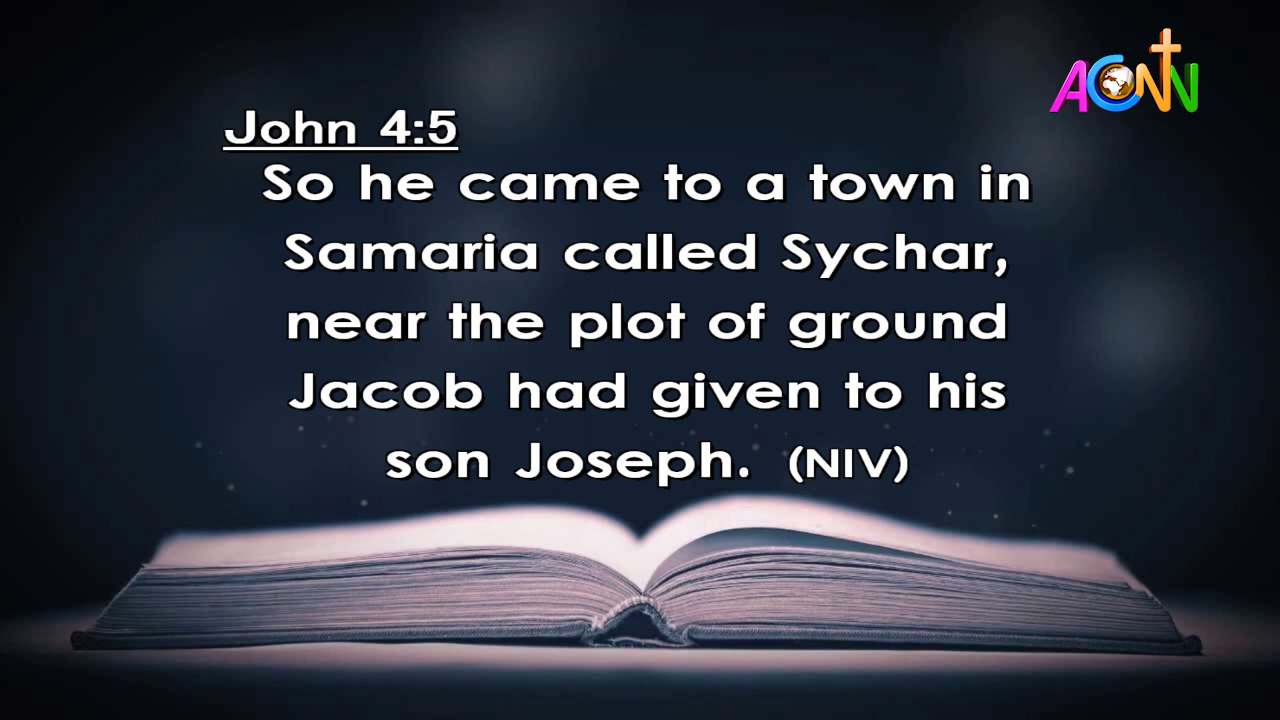 ACNN
John 4:5
So he came to a town in
Samaria called Sychar,
near the plot of ground
Jacob had given to his
son Joseph. (NIV)